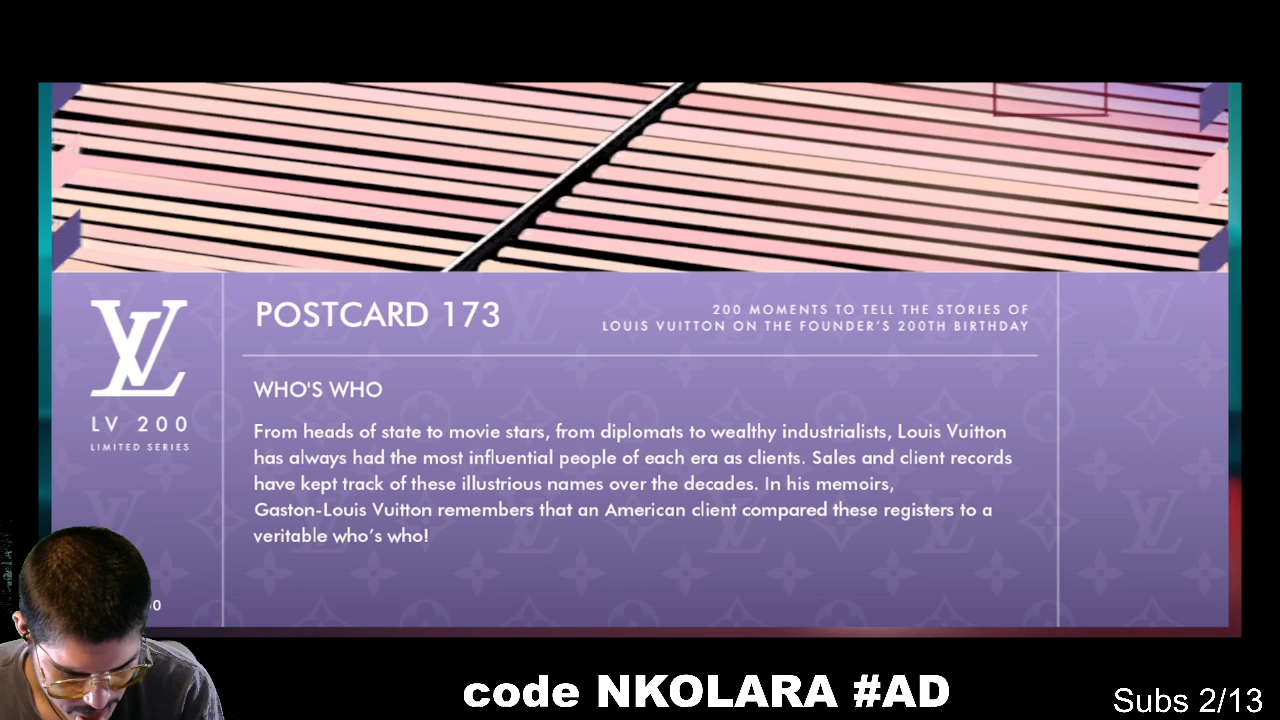 POSTCARD 173
200 MOMENTS TO TELL THE STORIES OF
LOUIS VUITTON ON THE FOUNDER'S 200TH BIRTHDAY
LV
LV 200
LIMITED SERIES
WHO'S WHO
From heads of state to movie stars, from diplomats to wealthy industrialists, Louis Vuitton
has always had the most influential people of each era as clients. Sales and client records
have kept track of these illustrious names over the decades. In his memoirs,
Gaston-Louis Vuitton remembers that an American client compared these registers to a
veritable who's who!
code NKOLARA #AD
Subs 2/13